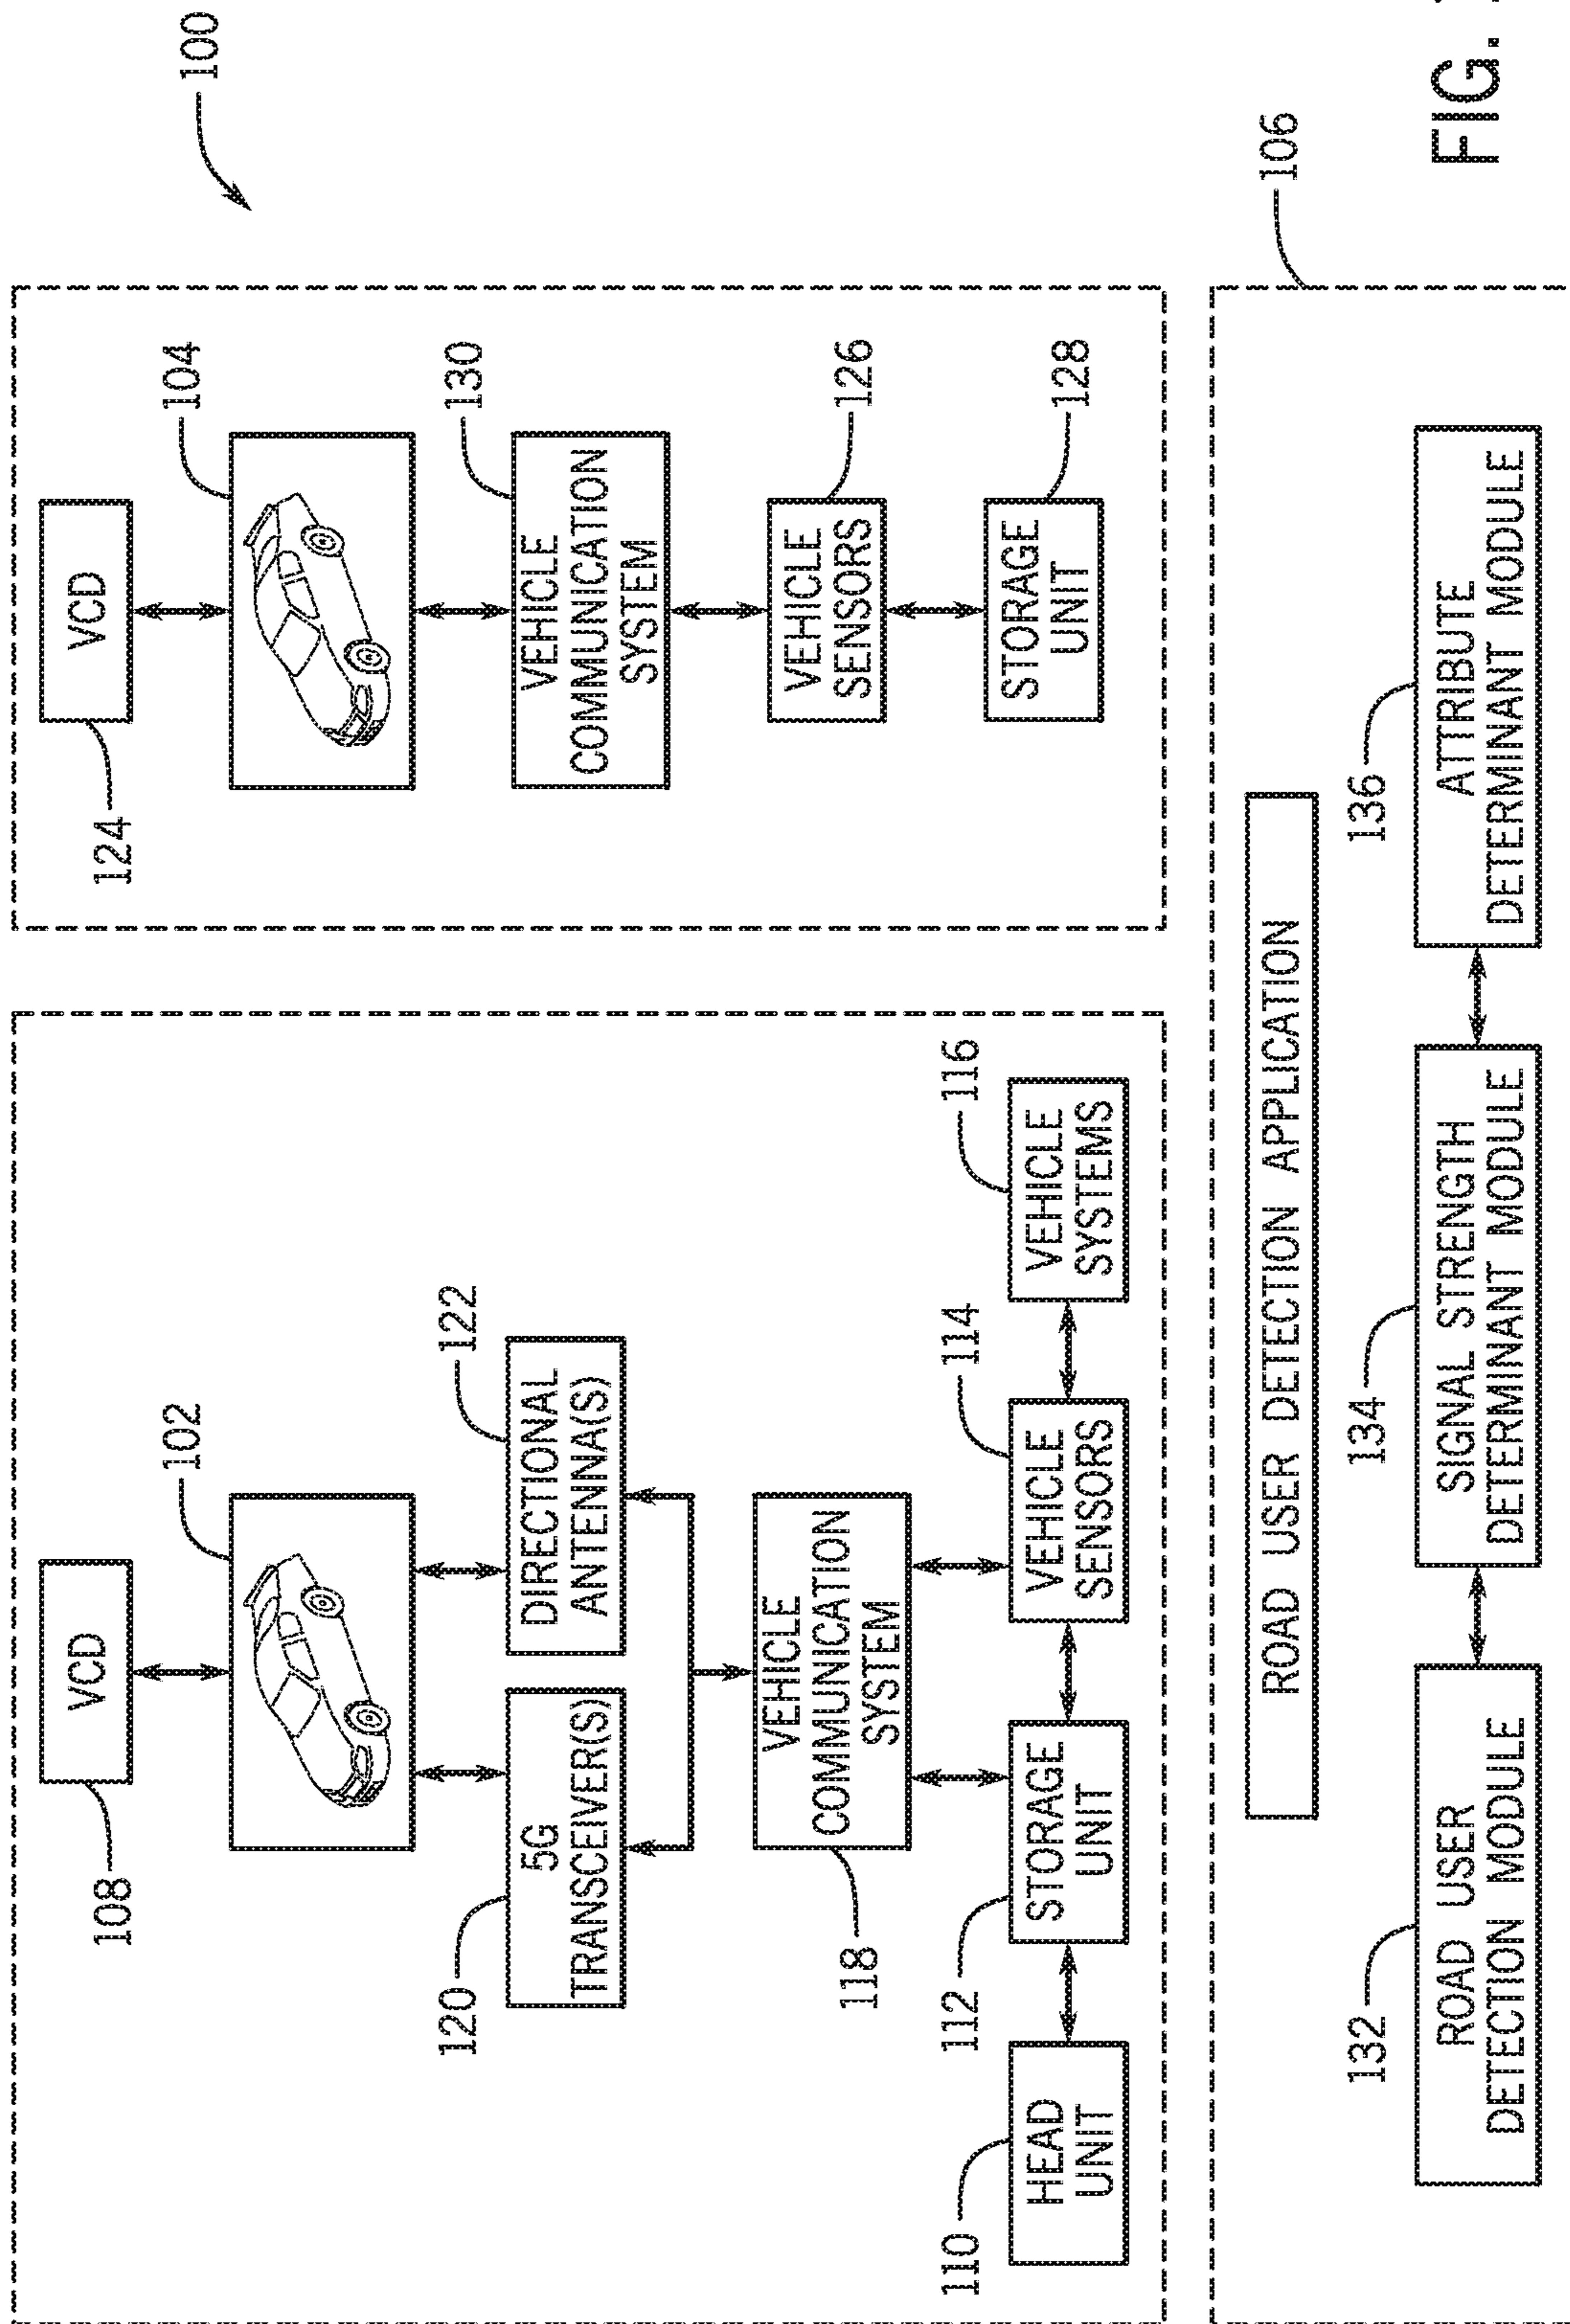 100
108
VCD
102
120
5G
TRANSCEIVER(S)
DIRECTIONAL
ANTENNA(S)
122
118
VEHICLE
COMMUNICATION
SYSTEM
110
HEAD
UNIT
112
STORAGE
UNIT
114
VEHICLE
SENSORS
116
VEHICLE
SYSTEMS
124
VCD
104
VEHICLE
COMMUNICATION
SYSTEM
130
VEHICLE
SENSORS
126
STORAGE
UNIT
128
106
ROAD USER DETECTION APPLICATION
132
ROAD USER
DETECTION MODULE
134
SIGNAL STRENGTH
DETERMINANT MODULE
136
ATTRIBUTE
DETERMINANT MODULE
FIG.